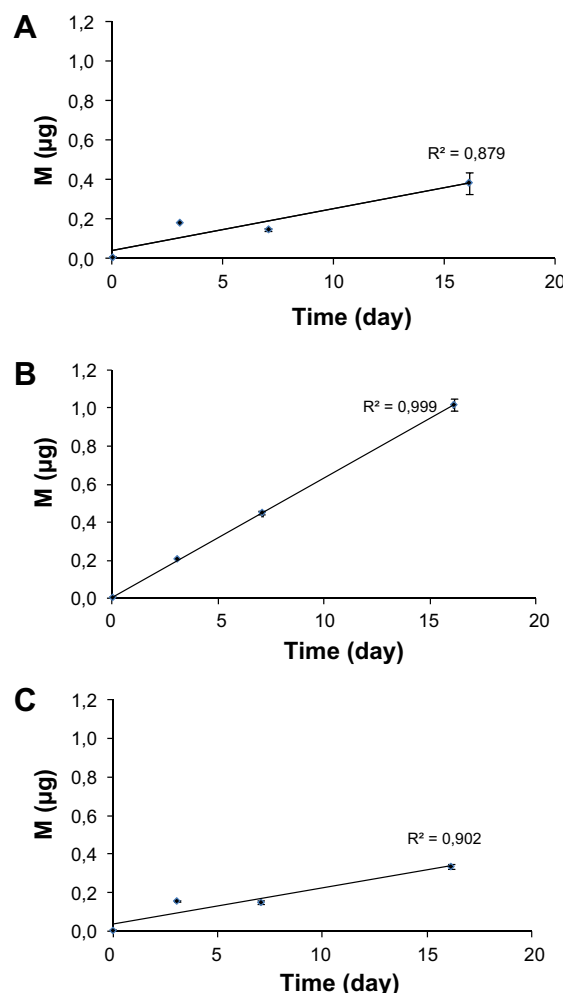 A
1,2
1,0
0,8
0,6
0,4
0,2
0,0
M (µg)
R² = 0,879
0 5 10 15 20
Time (day)
B
1,2
1,0
0,8
0,6
0,4
0,2
0,0
M (µg)
R² = 0,999
0 5 10 15 20
Time (day)
C
1,2
1,0
0,8
0,6
0,4
0,2
0,0
M (µg)
R² = 0,902
0 5 10 15 20
Time (day)